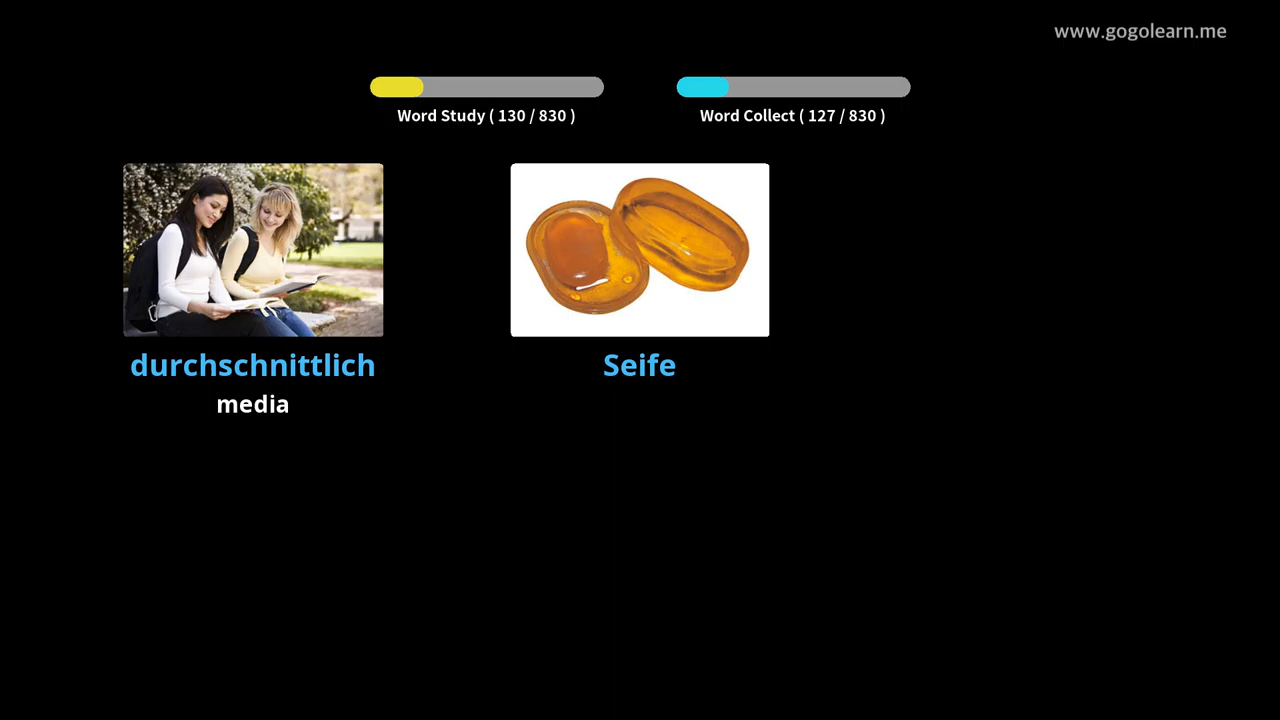 www.gogolearn.me
Word Study ( 130 / 830 )
Word Collect ( 127 / 830 )
durchschnittlich
media
Seife